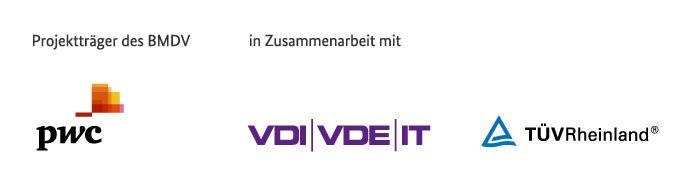 Projektträger des BMDV in Zusammenarbeit mit
pwc VDI|VDE|IT TÜVRheinland®